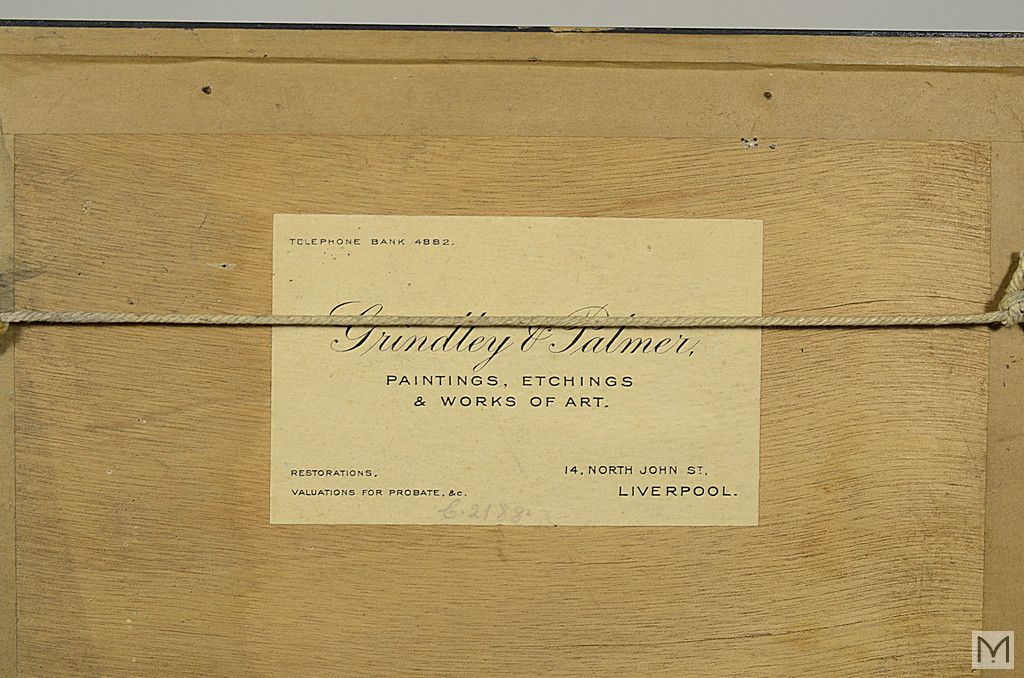 TELEPHONE BANK 4882.
Grindley & Palmer,
PAINTINGS, ETCHINGS
& WORKS OF ART.
RESTORATIONS,
VALUATIONS FOR PROBATE, &c.
14, NORTH JOHN ST,
LIVERPOOL.
M